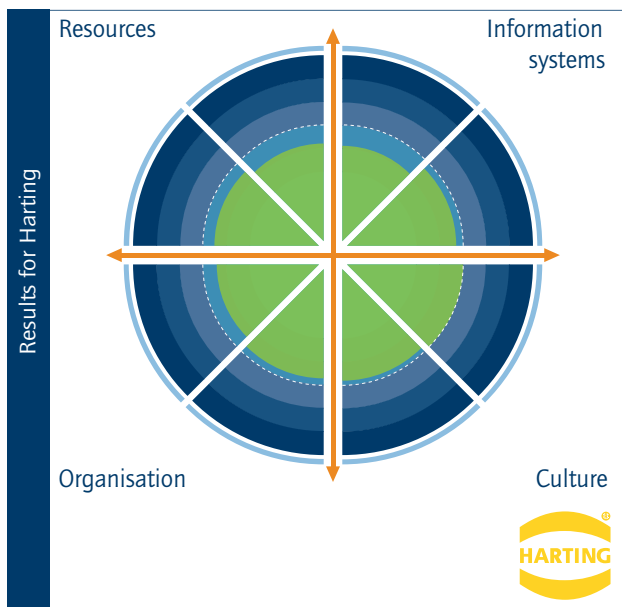 Resources
Information
systems
Results for Harting
Organisation
Culture
HARTING